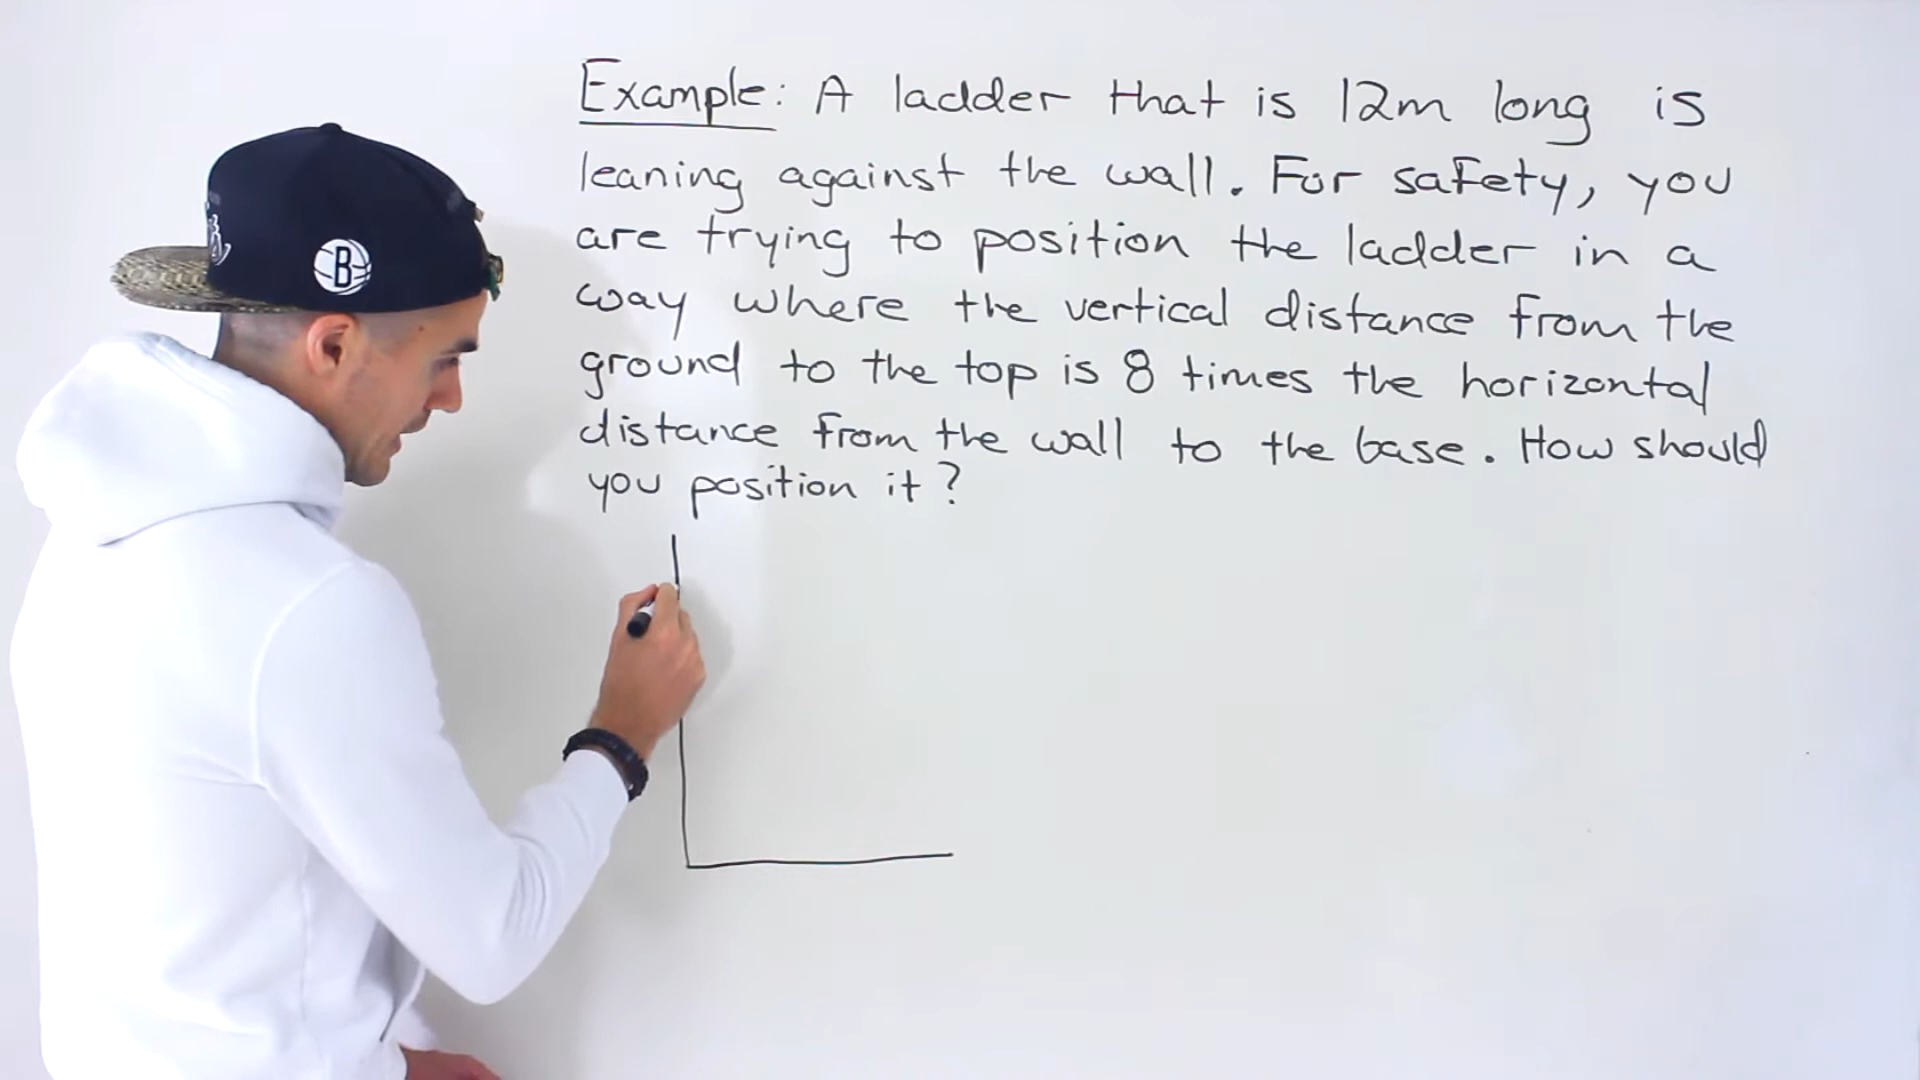 Example: A ladder that is 12m long is
leaning against the wall. For safety, you
are trying to position the ladder in a
way where the vertical distance from the
ground to the top is 8 times the horizontal
distance from the wall to the base. How should
you position it?
B